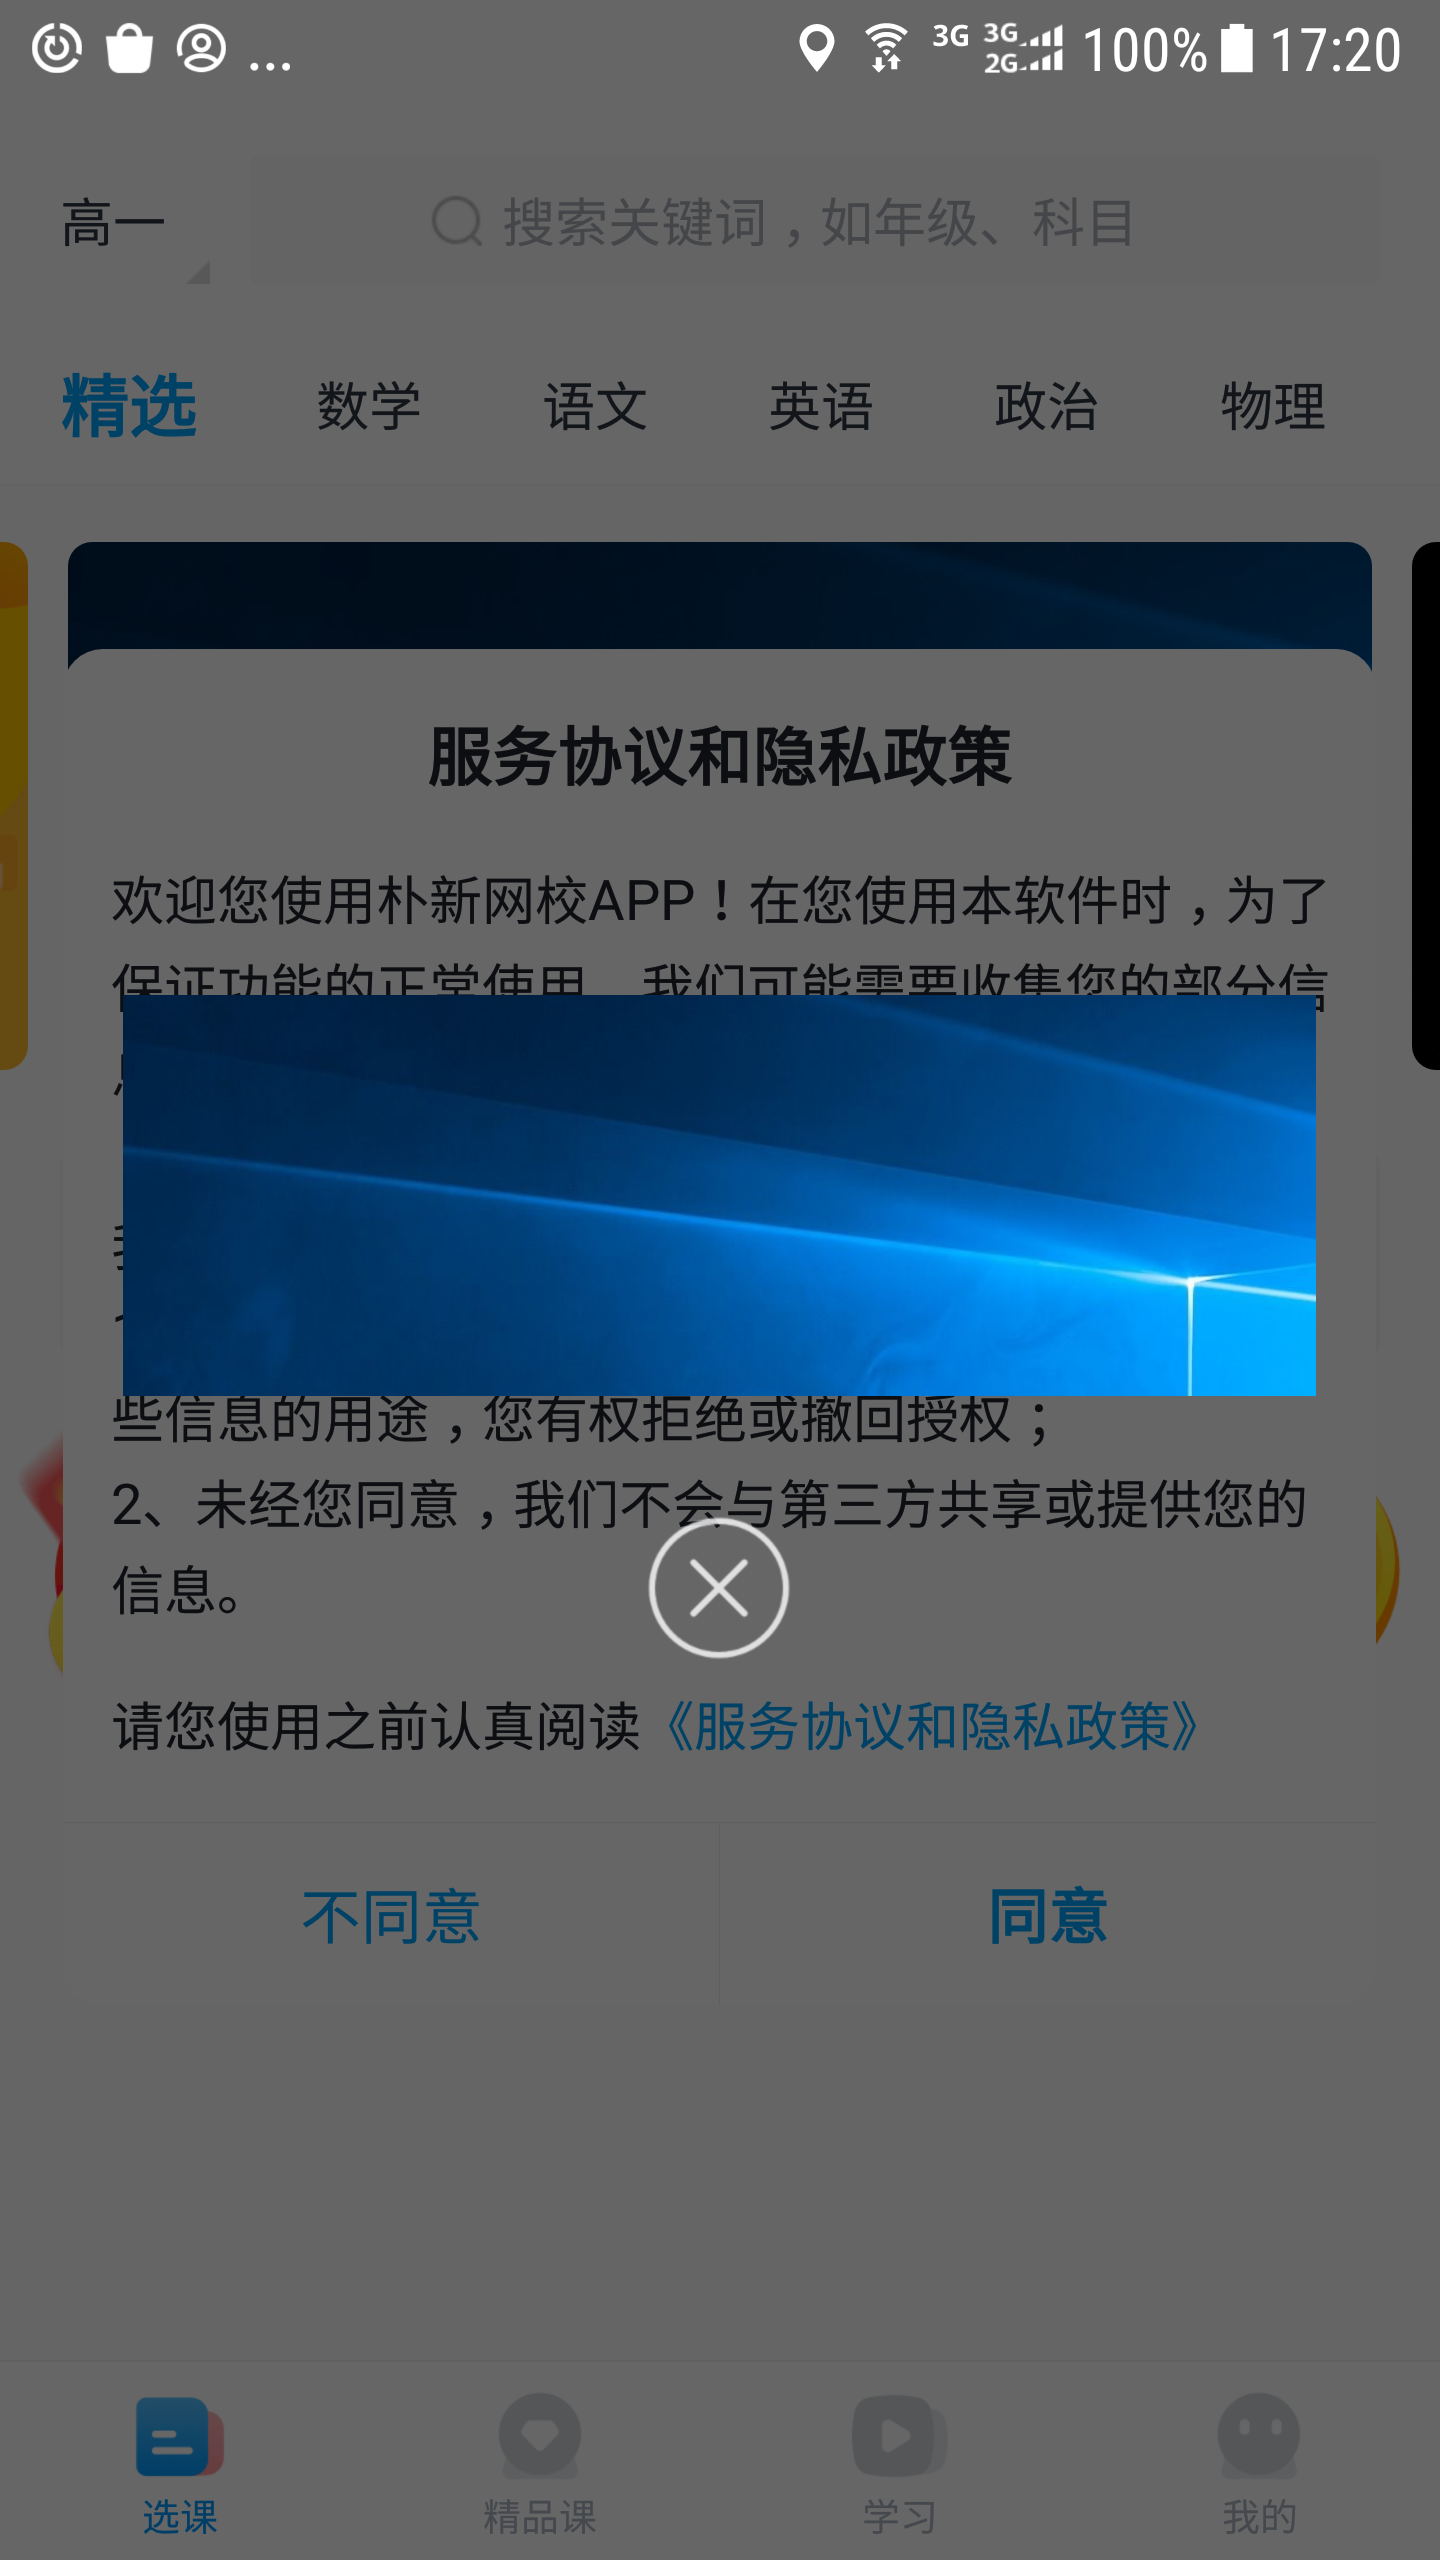 ... 3G 3G 2G 100% 17:20
高一 搜索关键词，如年级、科目
精选 数学 语文 英语 政治 物理
服务协议和隐私政策
欢迎您使用朴新网校APP！在您使用本软件时，为了
保证功能的正常使用，我们可能需要收集您的部分信
些信息的用途，您有权拒绝或撤回授权；
2、未经您同意，我们不会与第三方共享或提供您的
信息。
请您使用之前认真阅读《服务协议和隐私政策》
不同意 同意
选课 精品课 学习 我的